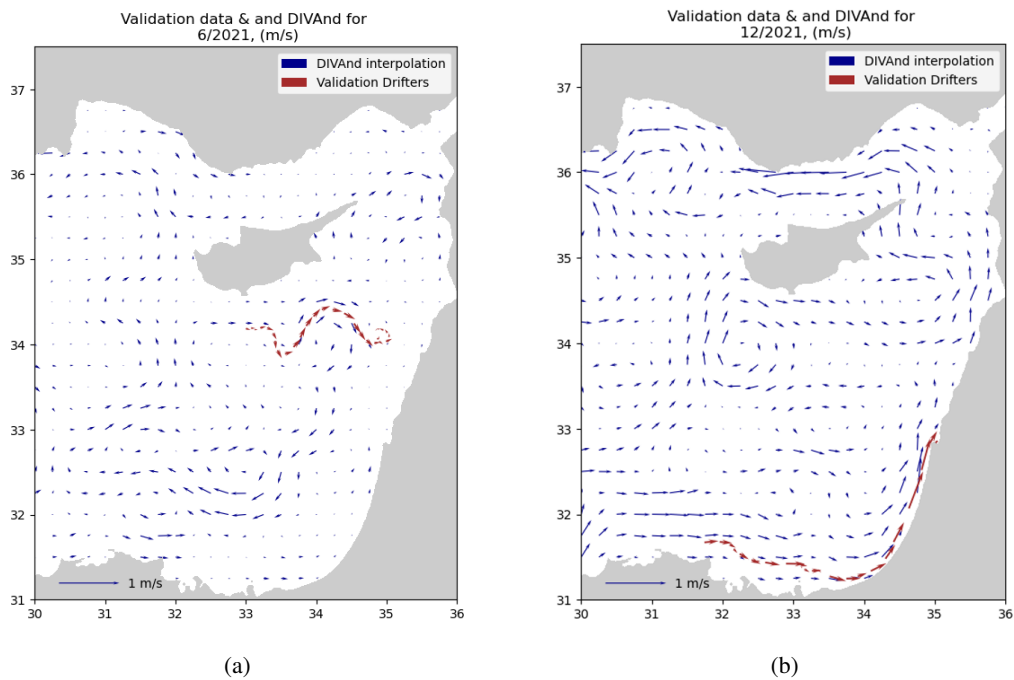 Validation data & and DIVAnd for
6/2021, (m/s)
DIVAnd interpolation
Validation Drifters
37
36
35
34
33
32
31
1 m/s
30 31 32 33 34 35 36
(a)
Validation data & and DIVAnd for
12/2021, (m/s)
DIVAnd interpolation
Validation Drifters
37
36
35
34
33
32
31
1 m/s
30 31 32 33 34 35 36
(b)